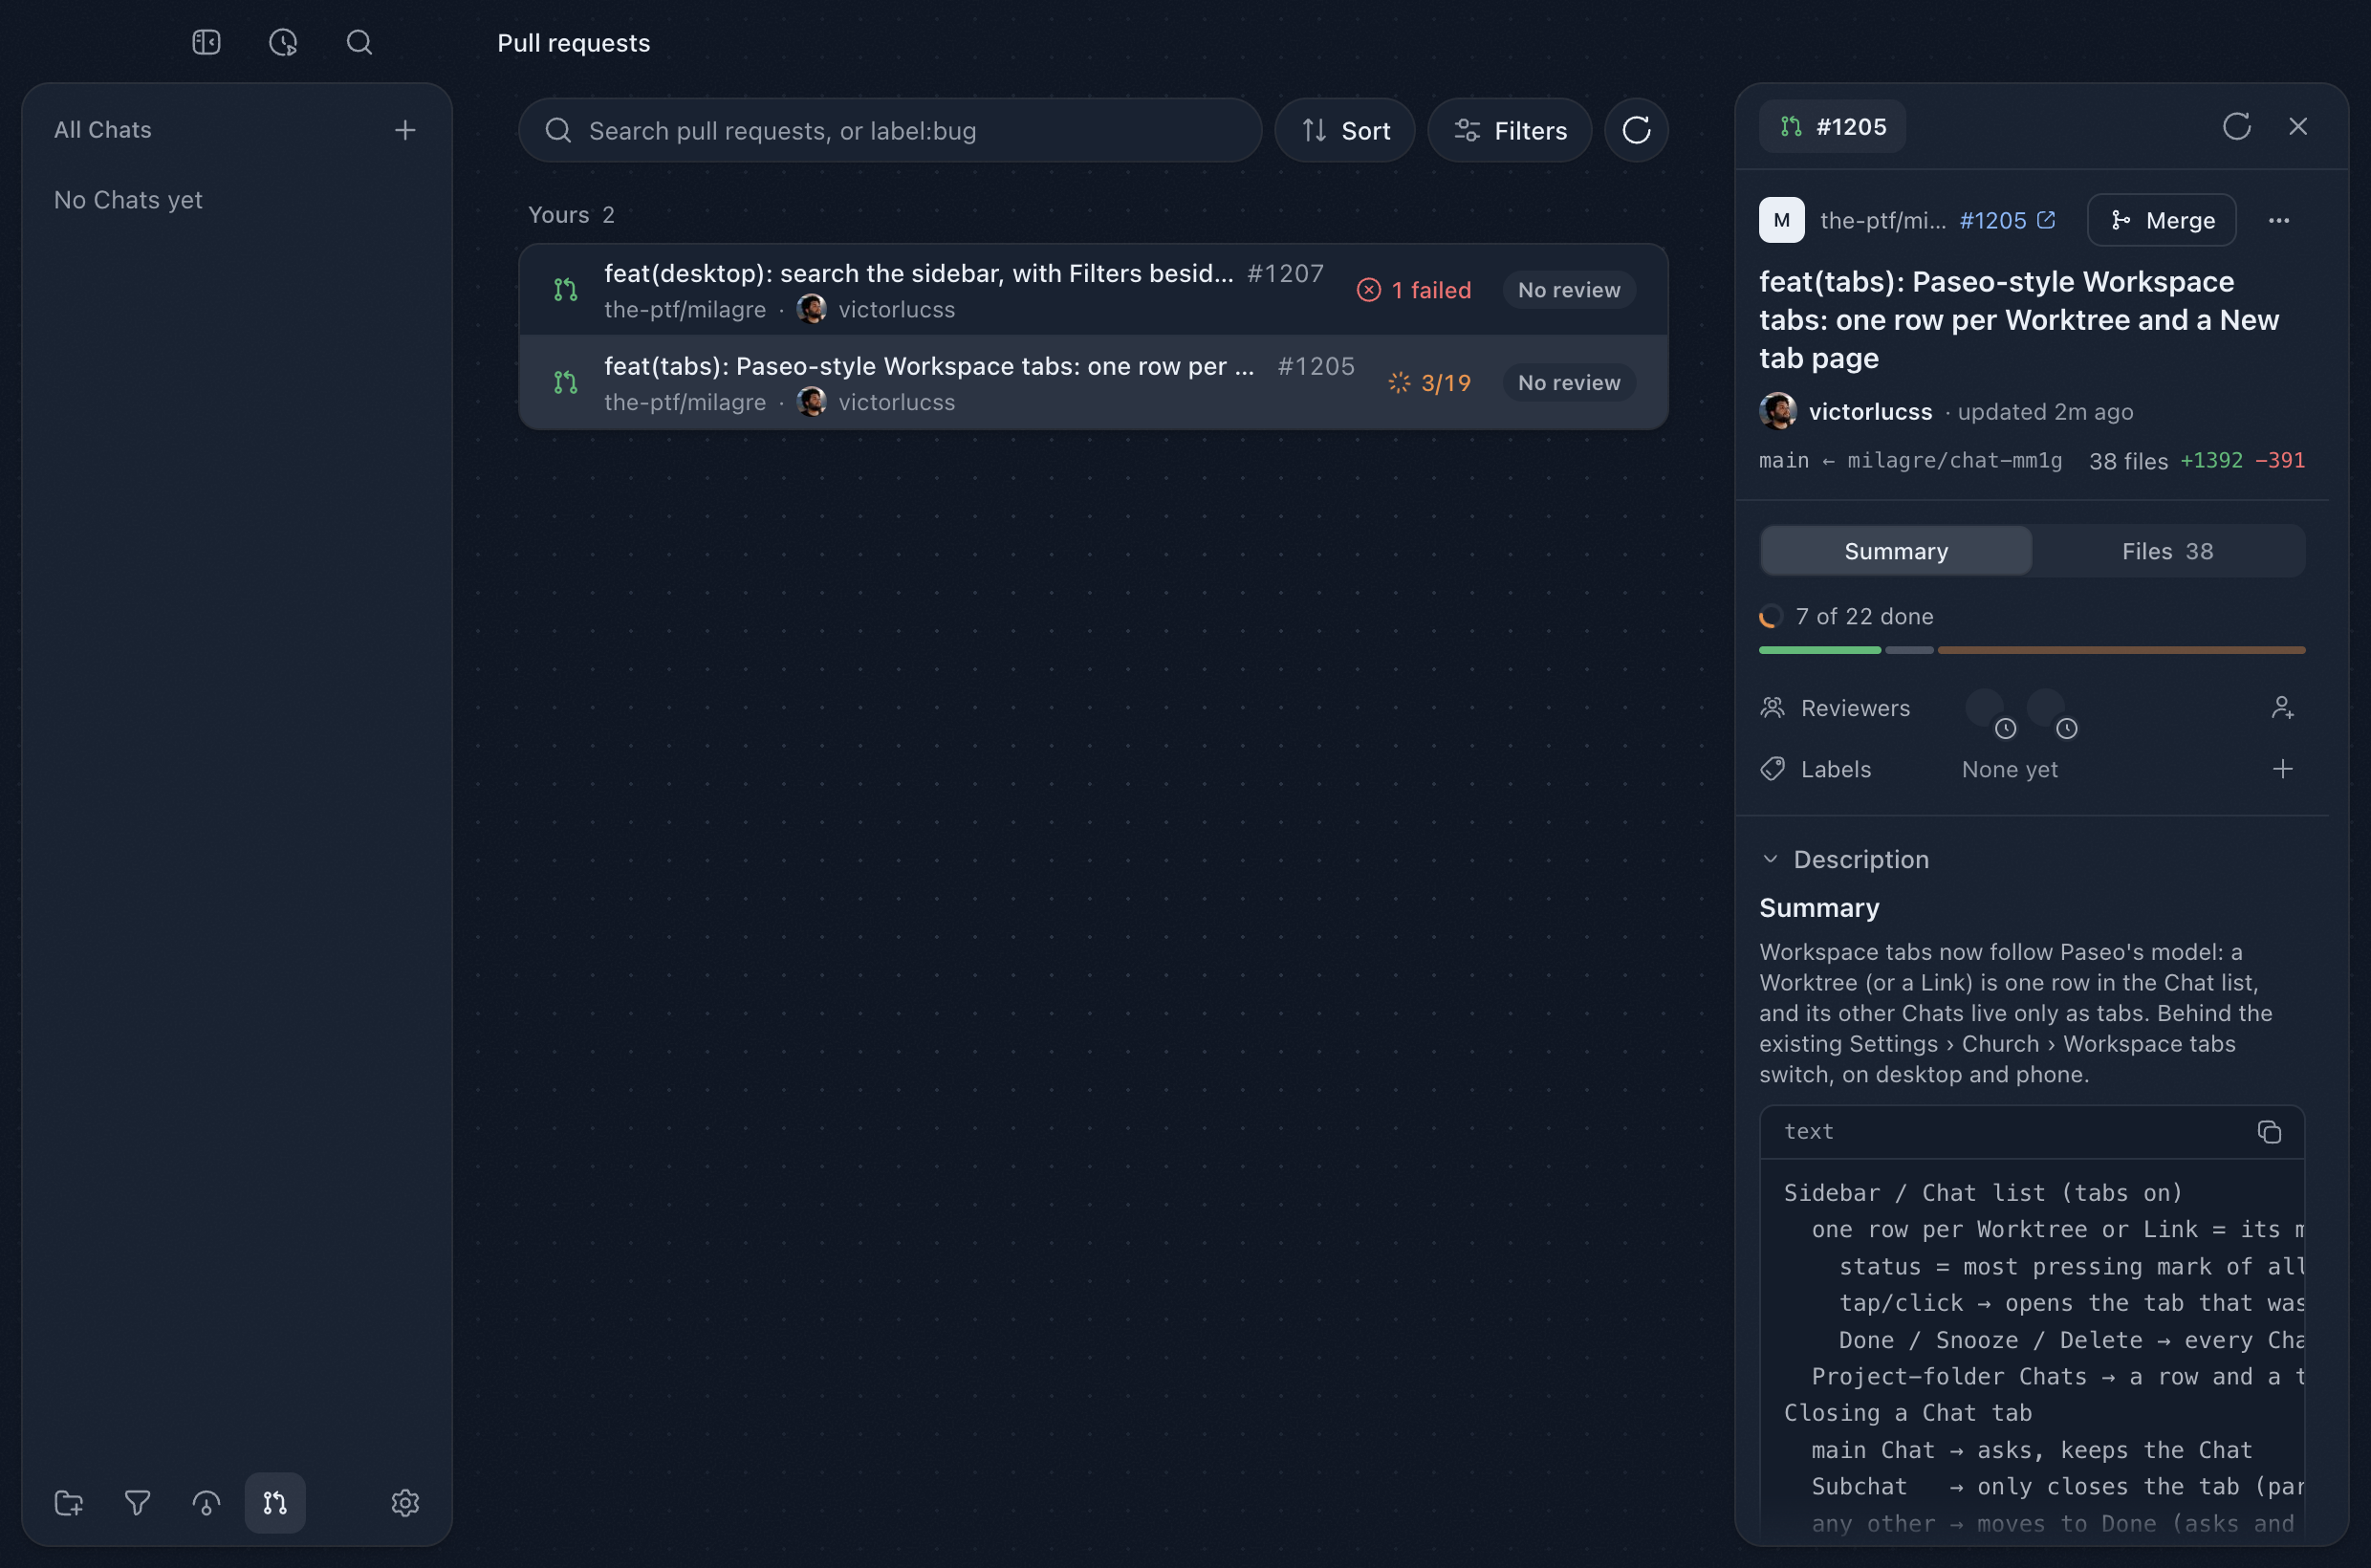 Pull requests
All Chats
No Chats yet
Search pull requests, or label:bug
Sort
Filters
Yours 2
feat(desktop): search the sidebar, with Filters besid... #1207
the-ptf/milagre · victorlucss
1 failed
No review
feat(tabs): Paseo-style Workspace tabs: one row per ... #1205
the-ptf/milagre · victorlucss
3/19
No review
#1205
M
the-ptf/mi... #1205
Merge
feat(tabs): Paseo-style Workspace
tabs: one row per Worktree and a New
tab page
victorlucss · updated 2m ago
main ← milagre/chat-mm1g 38 files +1392 −391
Summary
Files 38
7 of 22 done
Reviewers
Labels
None yet
Description
Summary
Workspace tabs now follow Paseo's model: a
Worktree (or a Link) is one row in the Chat list,
and its other Chats live only as tabs. Behind the
existing Settings › Church › Workspace tabs
switch, on desktop and phone.
text
Sidebar / Chat list (tabs on)
one row per Worktree or Link = its m
status = most pressing mark of all
tap/click → opens the tab that was
Done / Snooze / Delete → every Cha
Project-folder Chats → a row and a t
Closing a Chat tab
main Chat → asks, keeps the Chat
Subchat → only closes the tab (par
any other → moves to Done (asks and